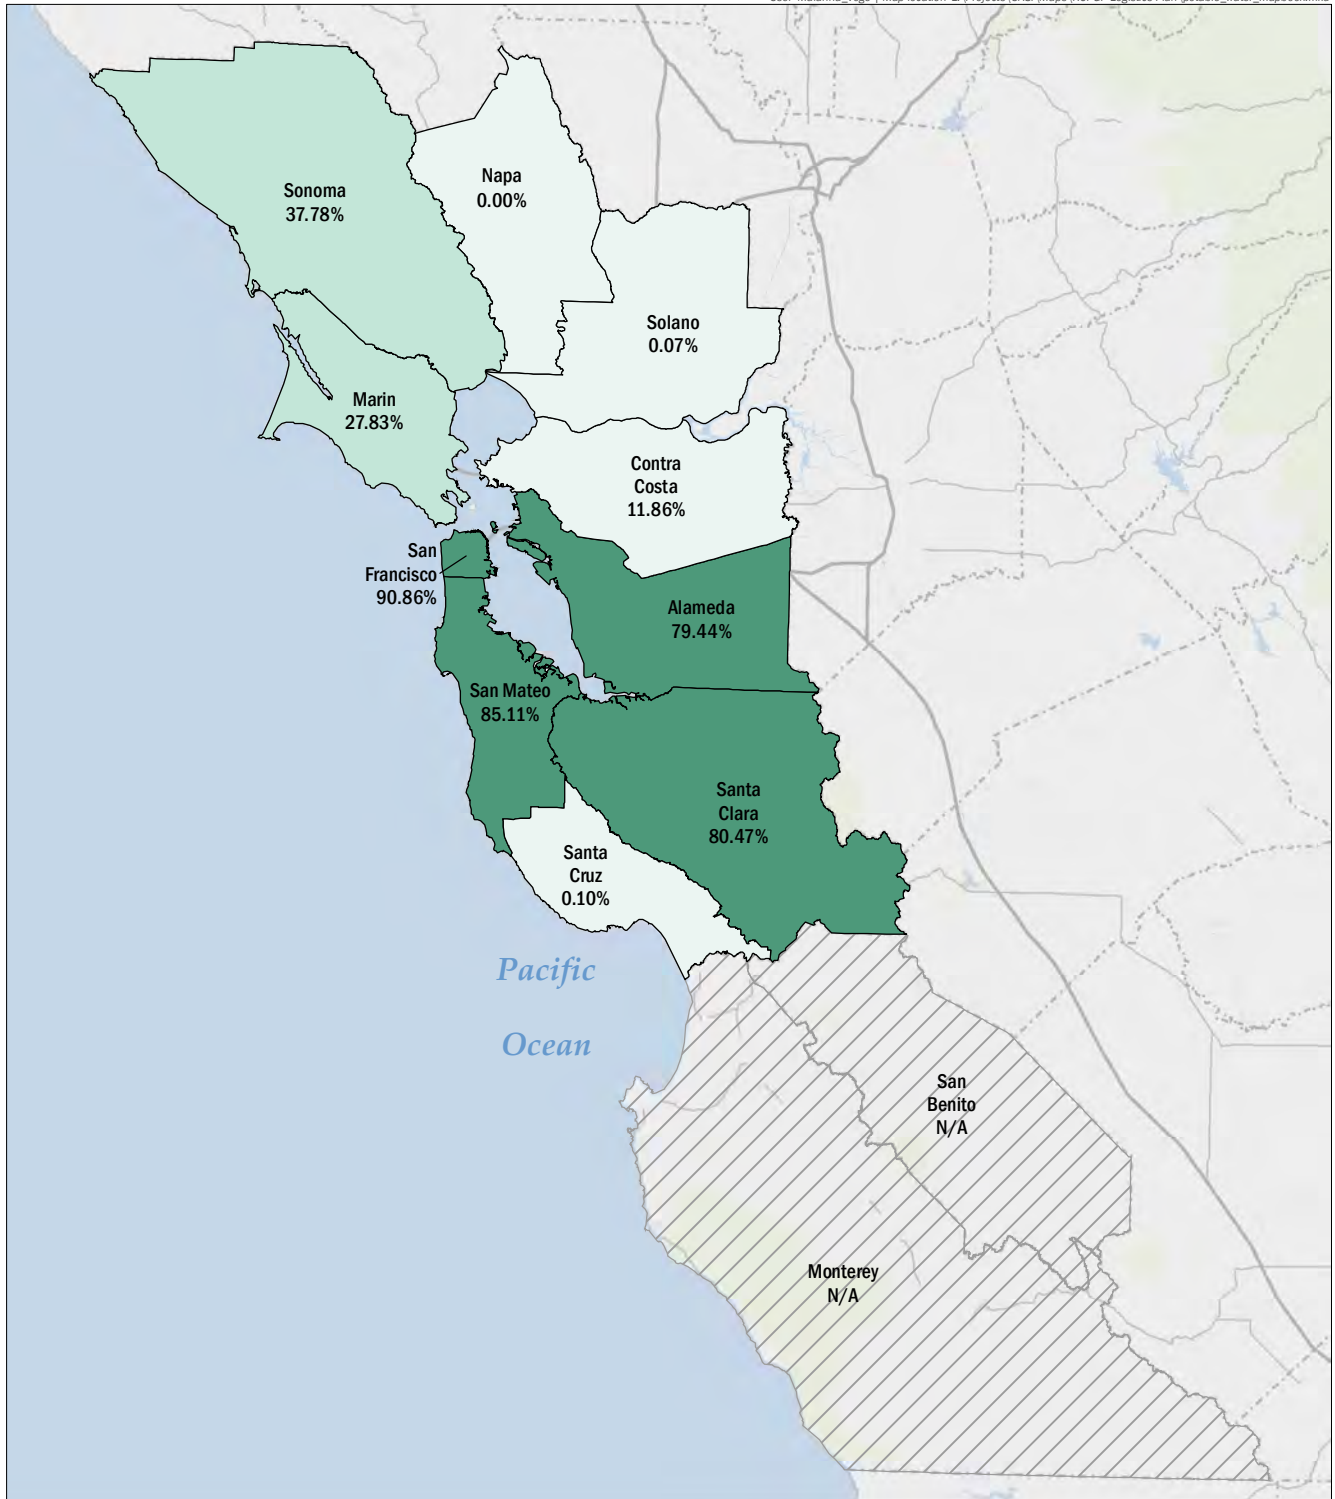 Sonoma
37.78%
Napa
0.00%
Solano
0.07%
Marin
27.83%
Contra
Costa
11.86%
San
Francisco
90.86%
Alameda
79.44%
San Mateo
85.11%
Santa
Clara
80.47%
Santa
Cruz
0.10%
Pacific
Ocean
San
Benito
N/A
Monterey
N/A